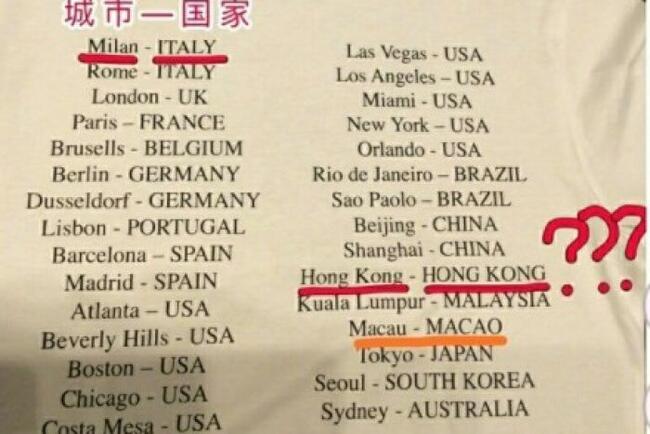 城市—国家
Milan - ITALY
Rome - ITALY
London - UK
Paris – FRANCE
Brusells - BELGIUM
Berlin - GERMANY
Dusseldorf - GERMANY
Lisbon - PORTUGAL
Barcelona – SPAIN
Madrid - SPAIN
Atlanta – USA
Beverly Hills - USA
Boston – USA
Chicago - USA
Costa Mesa - USA
Las Vegas - USA
Los Angeles – USA
Miami - USA
New York – USA
Orlando - USA
Rio de Janeiro – BRAZIL
Sao Paolo – BRAZIL
Beijing - CHINA
Shanghai - CHINA
Hong Kong - HONG KONG
???
Kuala Lumpur - MALAYSIA
Macau - MACAO
Tokyo - JAPAN
Seoul - SOUTH KOREA
Sydney - AUSTRALIA